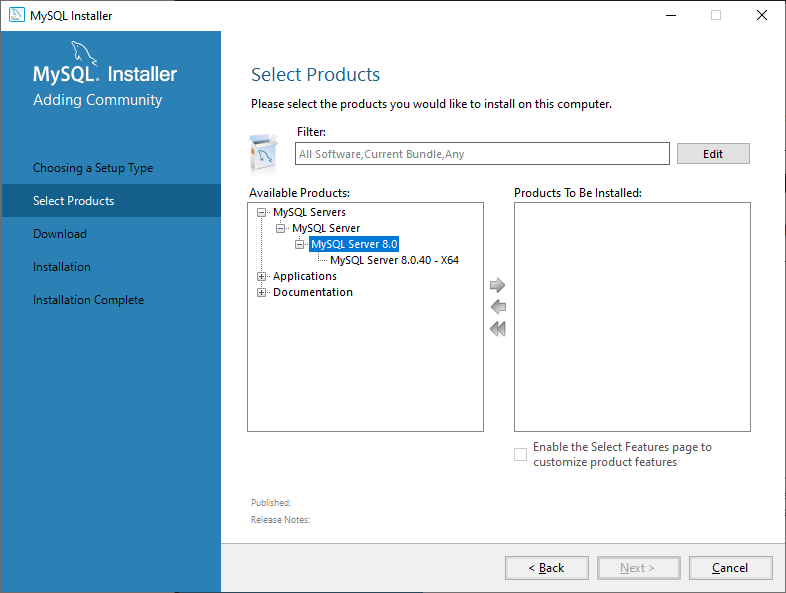 MySQL Installer
MySQL. Installer
Adding Community
Choosing a Setup Type
Select Products
Download
Installation
Installation Complete
Select Products
Please select the products you would like to install on this computer.
Filter:
All Software,Current Bundle,Any
Edit
Available Products:
MySQL Servers
MySQL Server
MySQL Server 8.0
MySQL Server 8.0.40 - X64
Applications
Documentation
Products To Be Installed:
Enable the Select Features page to
customize product features
Published:
Release Notes:
< Back
Next >
Cancel